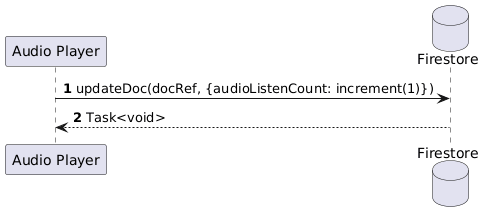 Audio Player
Firestore
1 updateDoc(docRef, {audioListenCount: increment(1)})
2 Task<void>
Audio Player
Firestore